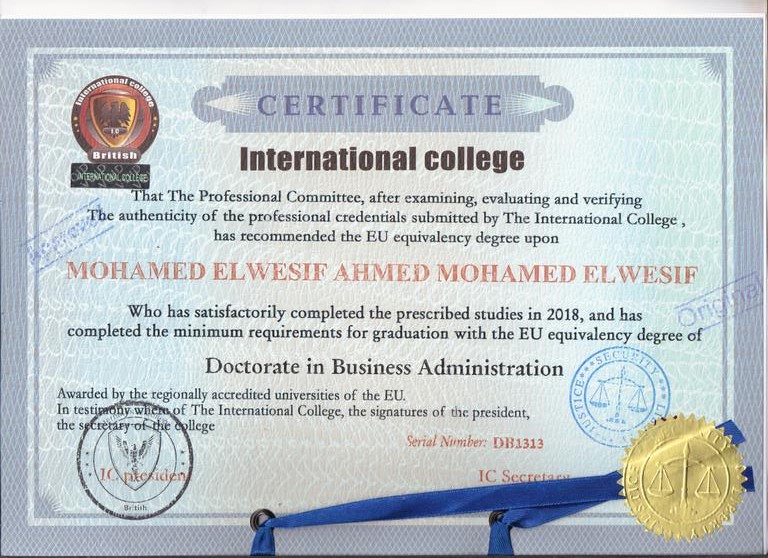 International college
I C
British
INTERNATIONAL COLLEGE
CERTIFICATE
International college
That The Professional Committee, after examining, evaluating and verifying
The authenticity of the professional credentials submitted by The International College ,
has recommended the EU equivalency degree upon
Approved
MOHAMED ELWESIF AHMED MOHAMED ELWESIF
Original
Who has satisfactorily completed the prescribed studies in 2018, and has
completed the minimum requirements for graduation with the EU equivalency degree of
Doctorate in Business Administration
Awarded by the regionally accredited universities of the EU.
In testimony where of The International College, the signatures of the president,
the secretary of the college
SECURITY
JUSTICE
Serial Number: DB1313
IC president
IC Secretary